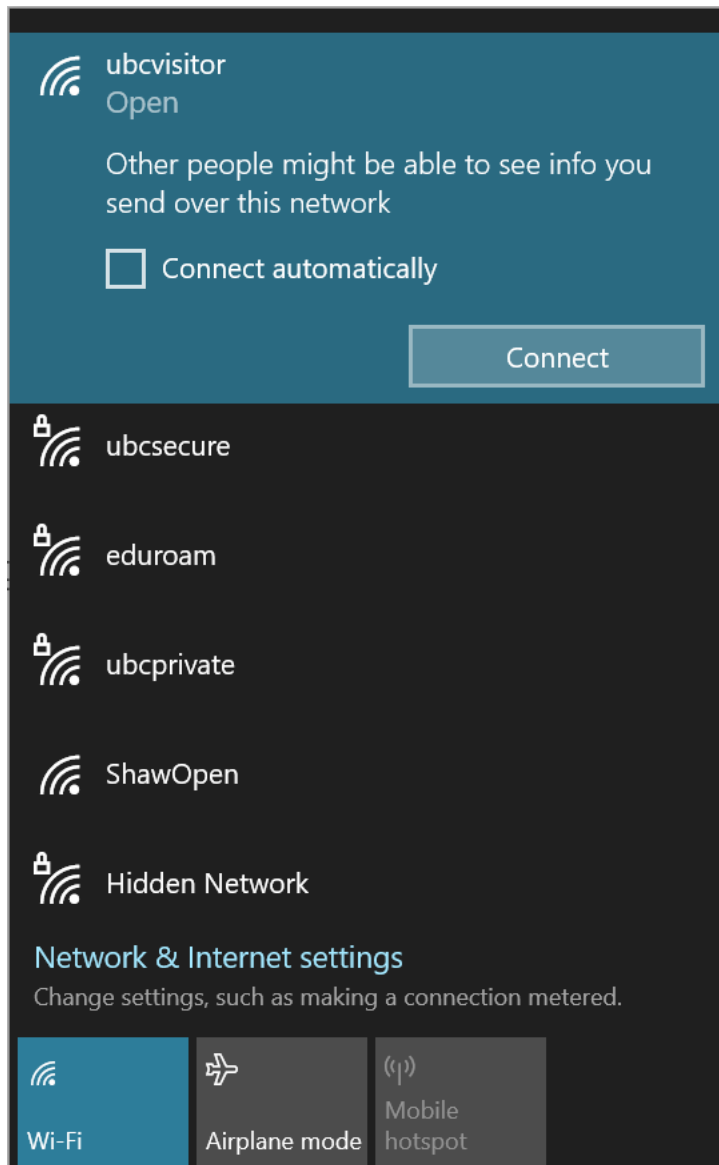 ubcvisitor
Open
Other people might be able to see info you
send over this network
Connect automatically
Connect
ubcsecure
eduroam
ubcprivate
ShawOpen
Hidden Network
Network & Internet settings
Change settings, such as making a connection metered.
Wi-Fi
Airplane mode
Mobile
hotspot